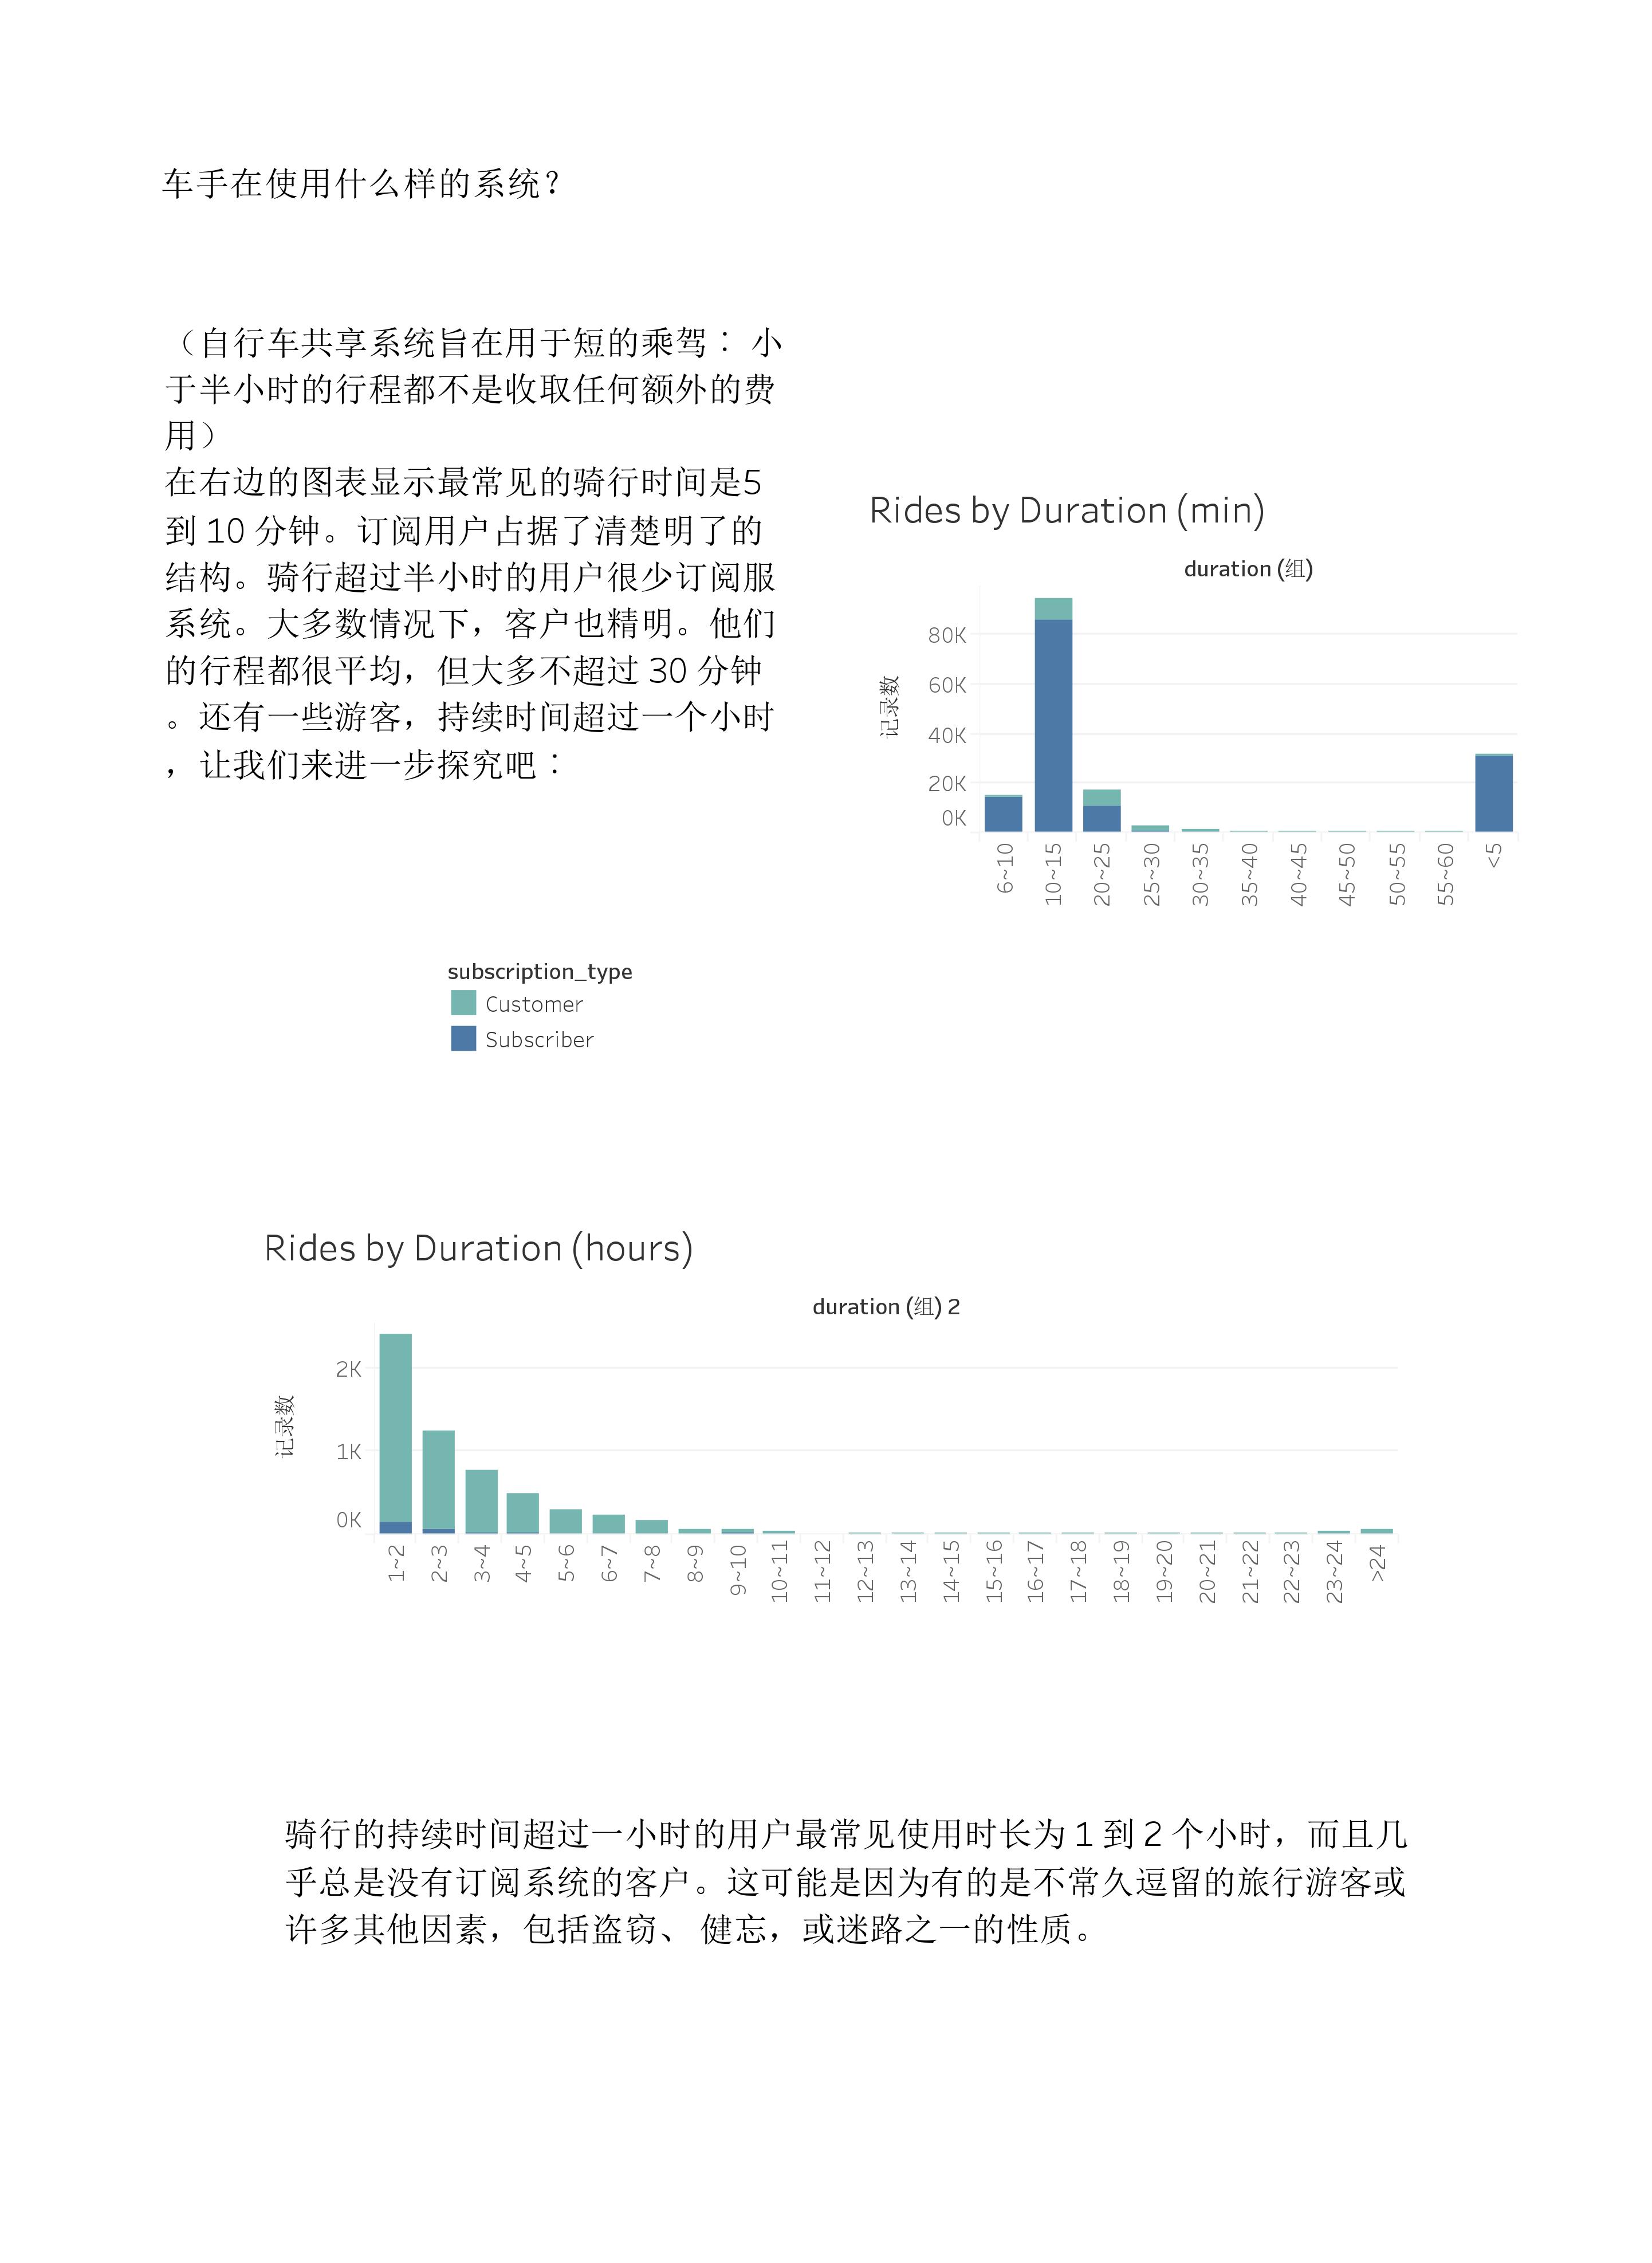 车手在使用什么样的系统?
（自行车共享系统旨在用于短的乘驾： 小
于半小时的行程都不是收取任何额外的费
用）
在右边的图表显示最常见的骑行时间是5
到 10 分钟。订阅用户占据了清楚明了的
结构。骑行超过半小时的用户很少订阅服
系统。大多数情况下，客户也精明。他们
的行程都很平均，但大多不超过 30 分钟
。还有一些游客，持续时间超过一个小时
，让我们来进一步探究吧：
Rides by Duration (min)
duration (组)
记录数
80K
60K
40K
20K
0K
6~10
10~15
20~25
25~30
30~35
35~40
40~45
45~50
50~55
55~60
<5
subscription_type
Customer
Subscriber
Rides by Duration (hours)
duration (组) 2
记录数
2K
1K
0K
1~2
2~3
3~4
4~5
5~6
6~7
7~8
8~9
9~10
10~11
11~12
12~13
13~14
14~15
15~16
16~17
17~18
18~19
19~20
20~21
21~22
22~23
23~24
>24
骑行的持续时间超过一小时的用户最常见使用时长为 1 到 2 个小时，而且几
乎总是没有订阅系统的客户。这可能是因为有的是不常久逗留的旅行游客或
许多其他因素，包括盗窃、 健忘，或迷路之一的性质。